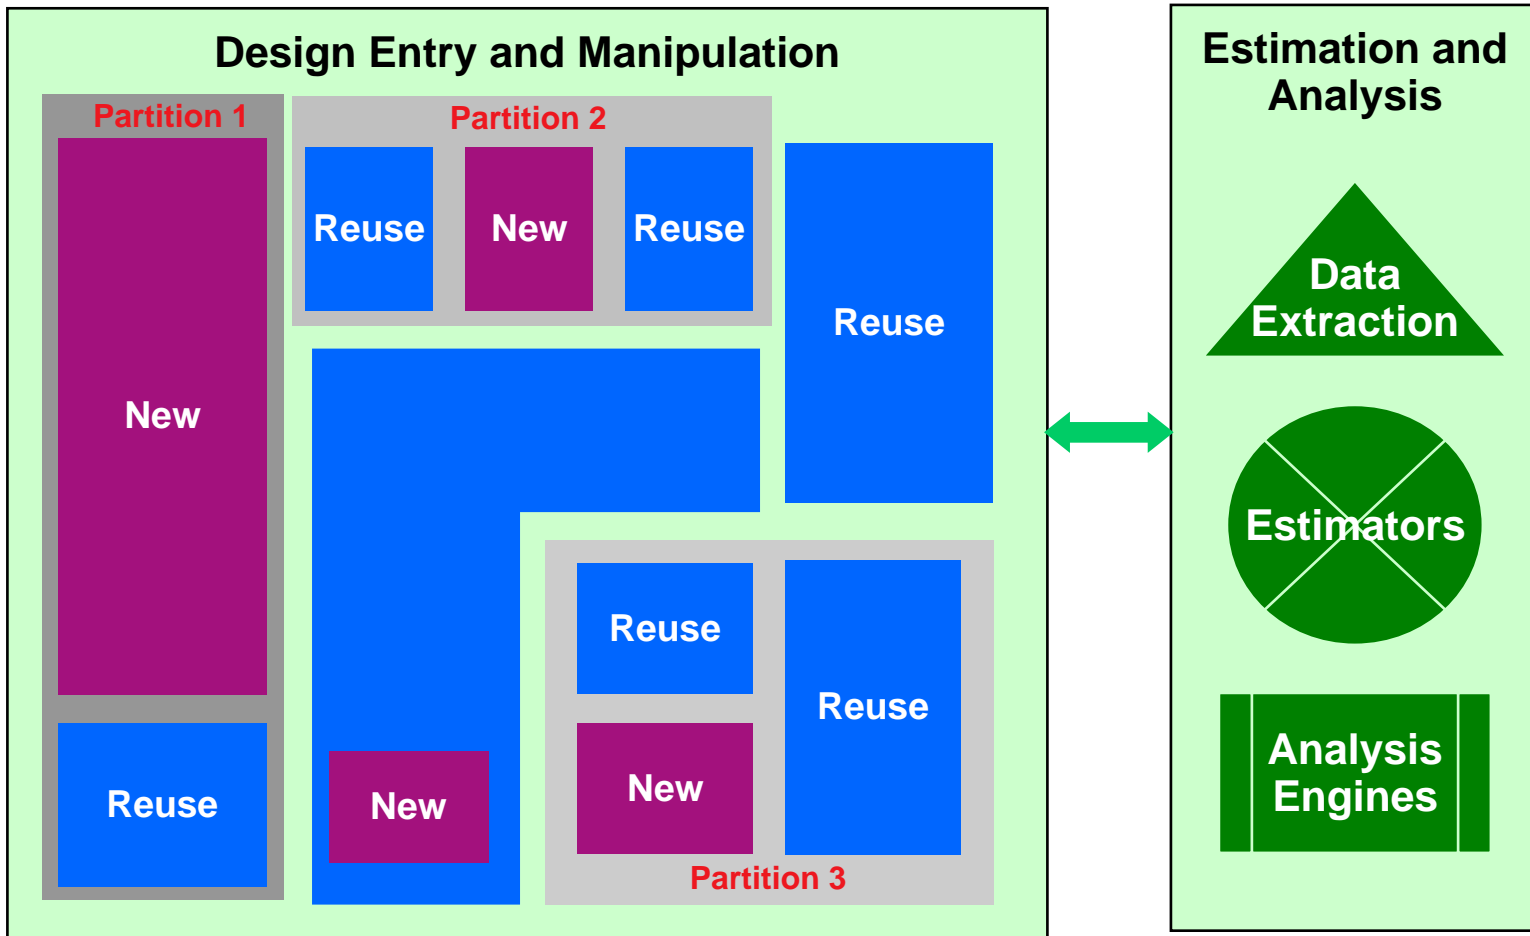 Design Entry and Manipulation
Partition 1
New
Reuse
Partition 2
Reuse
New
Reuse
Reuse
New
Reuse
New
Reuse
Partition 3
Estimation and
Analysis
Data
Extraction
Estimators
Analysis
Engines